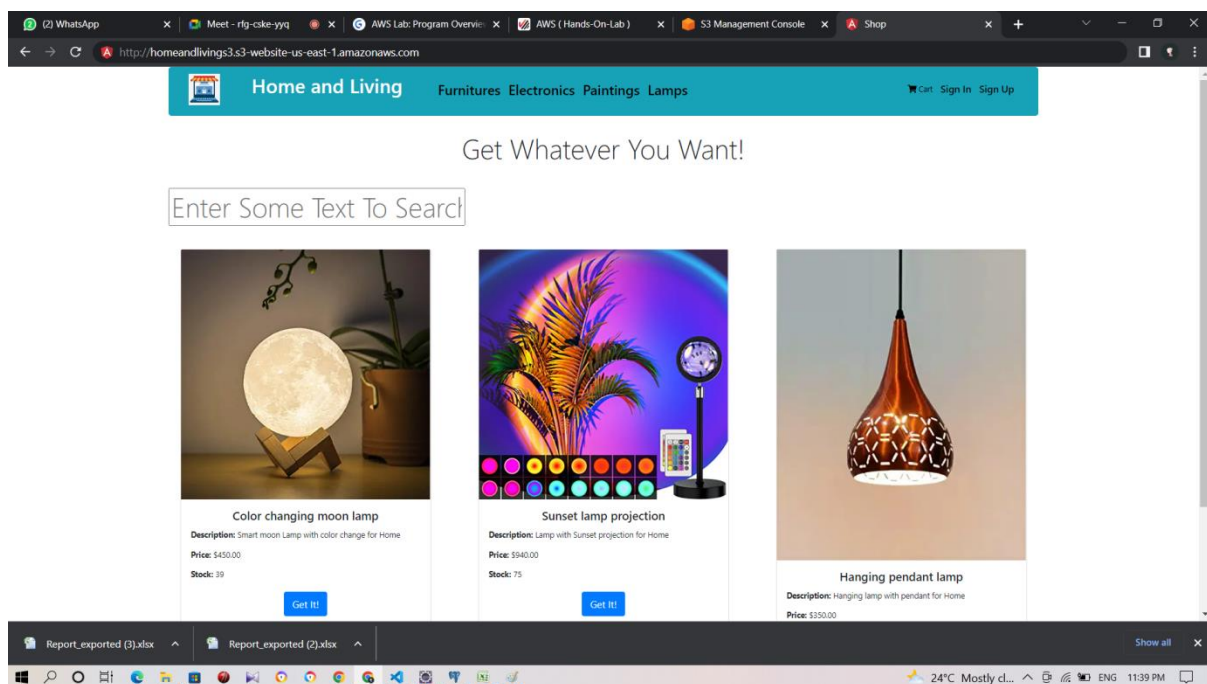 (2) WhatsApp
Meet - rfg-cske-yyq
AWS Lab: Program Overview
AWS ( Hands-On-Lab )
S3 Management Console
Shop
http://homeandlivings3.s3-website-us-east-1.amazonaws.com
Home and Living
Furnitures Electronics Paintings Lamps
Cart Sign In Sign Up
Get Whatever You Want!
Enter Some Text To Search
Color changing moon lamp
Description: Smart moon Lamp with color change for Home
Price: $450.00
Stock: 39
Get It!
Sunset lamp projection
Description: Lamp with Sunset projection for Home
Price: $940.00
Stock: 75
Get It!
Hanging pendant lamp
Description: Hanging lamp with pendant for Home
Price: $350.00
Report_exported (3).xlsx
Report_exported (2).xlsx
Show all
24°C Mostly cl...
ENG
11:39 PM